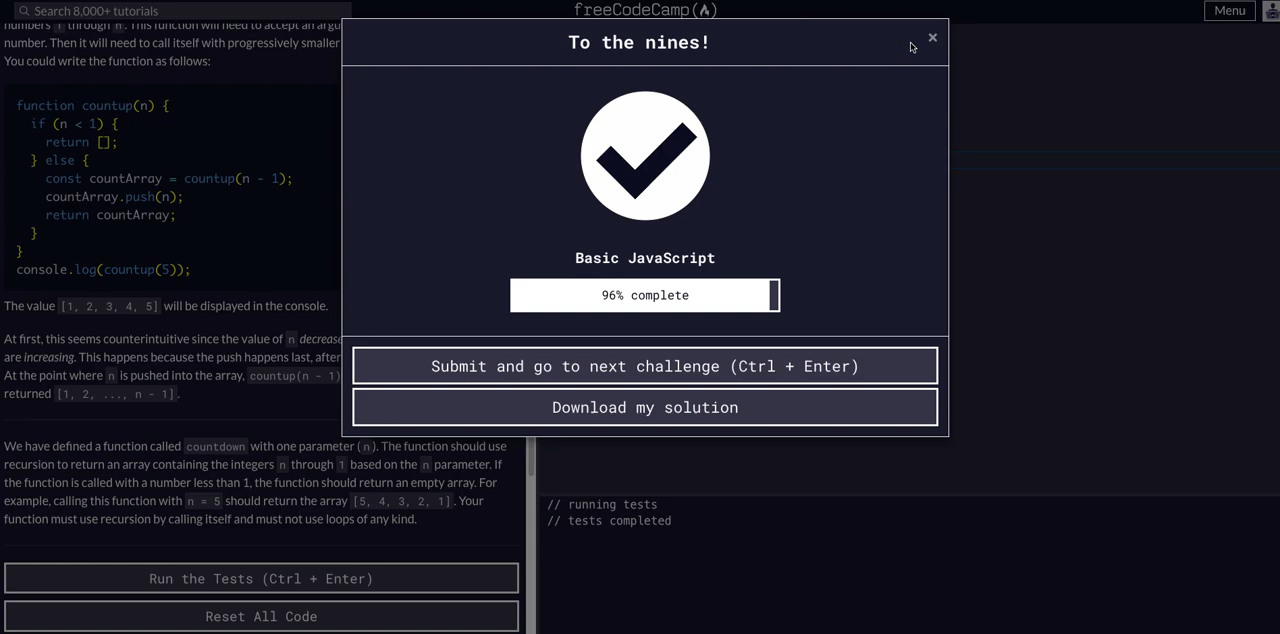 Search 8,000+ tutorials
freeCodeCamp
Menu
numbers 1 through n. This function will need to accept an argu
number. Then it will need to call itself with progressively smaller
You could write the function as follows:
function countup(n) {
if (n < 1) {
return [];
} else {
const countArray = countup(n - 1);
countArray.push(n);
return countArray;
}
}
console.log(countup(5));
The value [1, 2, 3, 4, 5] will be displayed in the console.
At first, this seems counterintuitive since the value of n decrease
are increasing. This happens because the push happens last, after
At the point where n is pushed into the array, countup(n - 1)
returned [1, 2, ..., n - 1].
We have defined a function called countdown with one parameter (n). The function should use
recursion to return an array containing the integers n through 1 based on the n parameter. If
the function is called with a number less than 1, the function should return an empty array. For
example, calling this function with n = 5 should return the array [5, 4, 3, 2, 1]. Your
function must use recursion by calling itself and must not use loops of any kind.
Run the Tests (Ctrl + Enter)
Reset All Code
To the nines!
×
Basic JavaScript
96% complete
Submit and go to next challenge (Ctrl + Enter)
Download my solution
// running tests
// tests completed